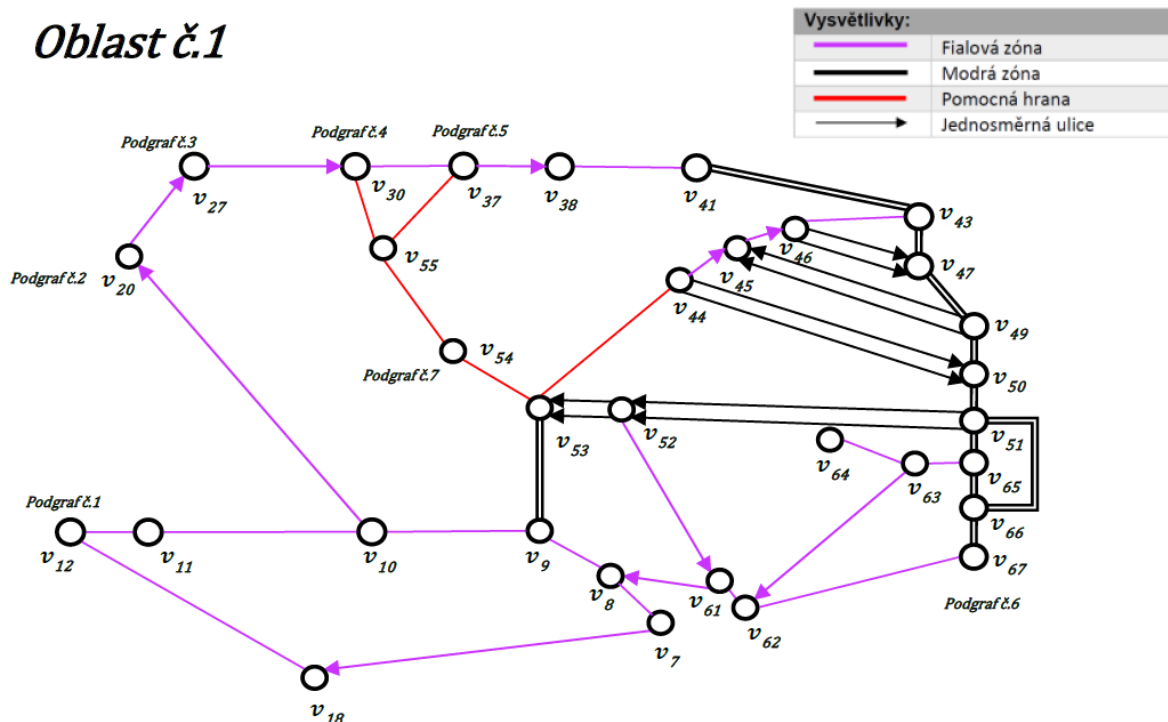 Oblast č.1
Vysvětlivky:
Fialová zóna
Modrá zóna
Pomocná hrana
Jednosměrná ulice
Podgraf č.3
Podgraf č.4
Podgraf č.5
v27
v30
v37
v38
v41
v43
v46
v45
v47
v55
Podgraf č.2
v20
v44
v49
v54
Podgraf č.7
v50
v53
v52
v51
v64
v63
v65
Podgraf č.1
v66
v12
v11
v10
v9
v67
v8
v61
v62
Podgraf č.6
v7
v18